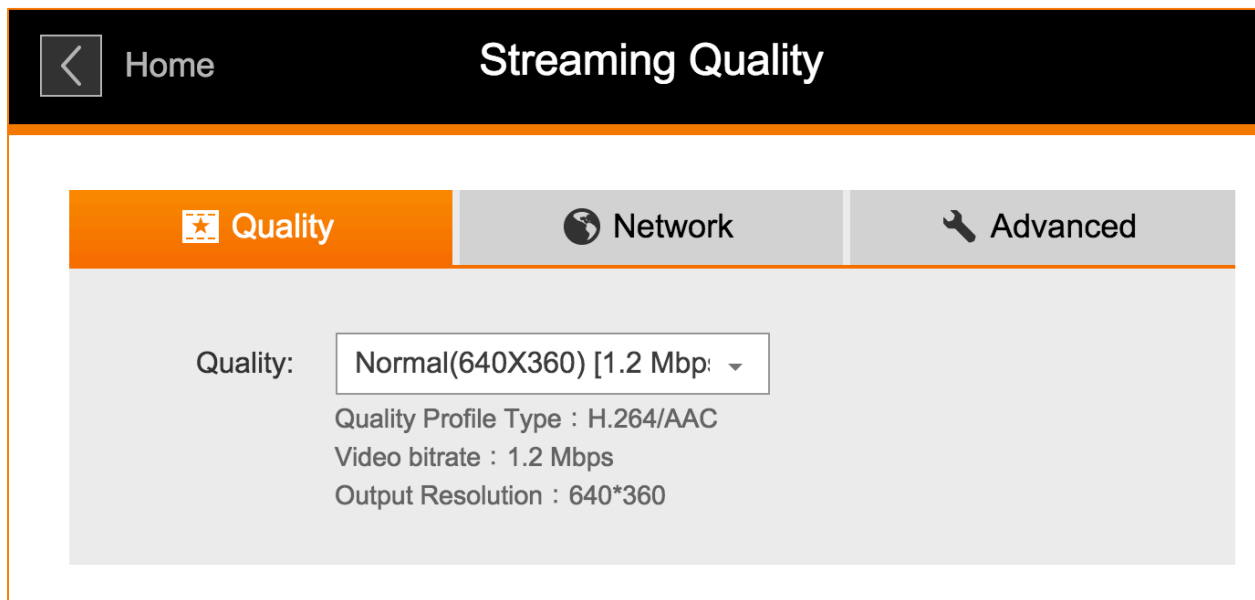 Home
Streaming Quality
Quality
Network
Advanced
Quality:
Normal(640X360) [1.2 Mbp
Quality Profile Type：H.264/AAC
Video bitrate：1.2 Mbps
Output Resolution：640*360